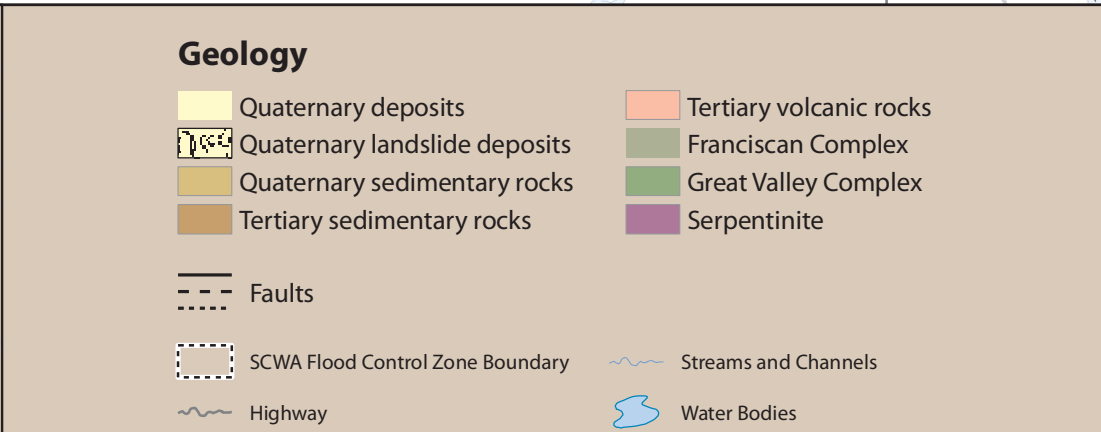 Geology
Quaternary deposits
Quaternary landslide deposits
Quaternary sedimentary rocks
Tertiary sedimentary rocks
Tertiary volcanic rocks
Franciscan Complex
Great Valley Complex
Serpentinite
Faults
SCWA Flood Control Zone Boundary
Highway
Streams and Channels
Water Bodies